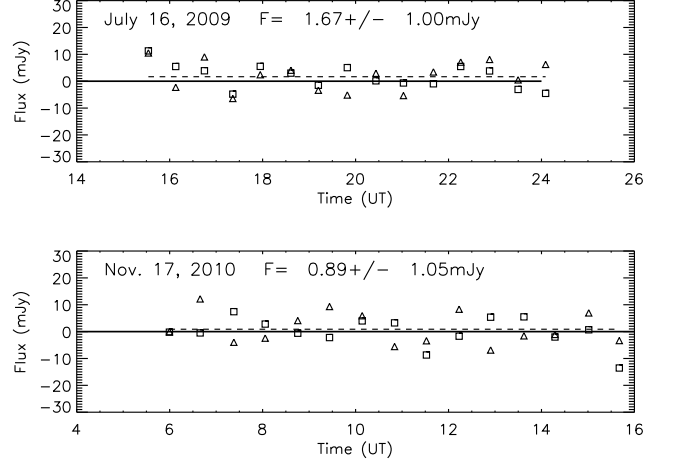 30
July 16, 2009 F= 1.67+/− 1.00mJy
20
10
0
−10
−20
−30
Flux (mJy)
14 16 18 20 22 24 26
Time (UT)
30
Nov. 17, 2010 F= 0.89+/− 1.05mJy
20
10
0
−10
−20
−30
Flux (mJy)
4 6 8 10 12 14 16
Time (UT)